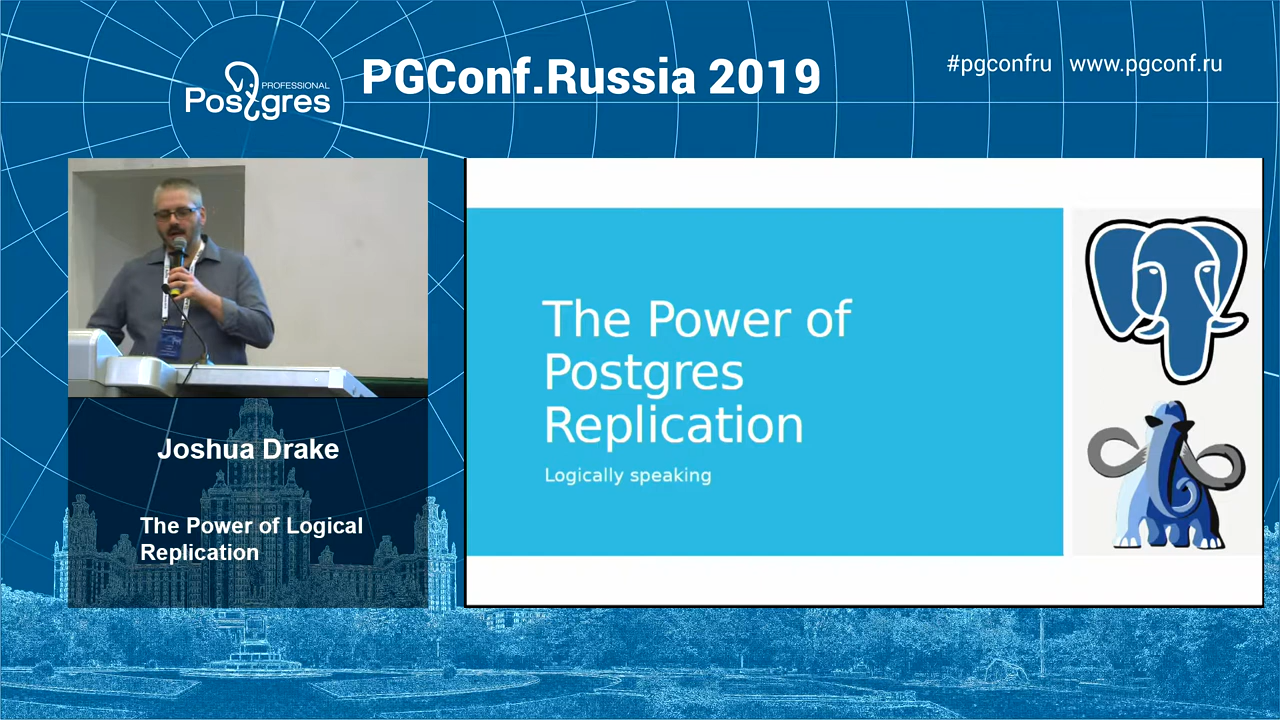 PROFESSIONAL
Postgres
PGConf.Russia 2019
#pgconfru www.pgconf.ru
The Power of
Postgres
Replication
Logically speaking
Joshua Drake
The Power of Logical
Replication